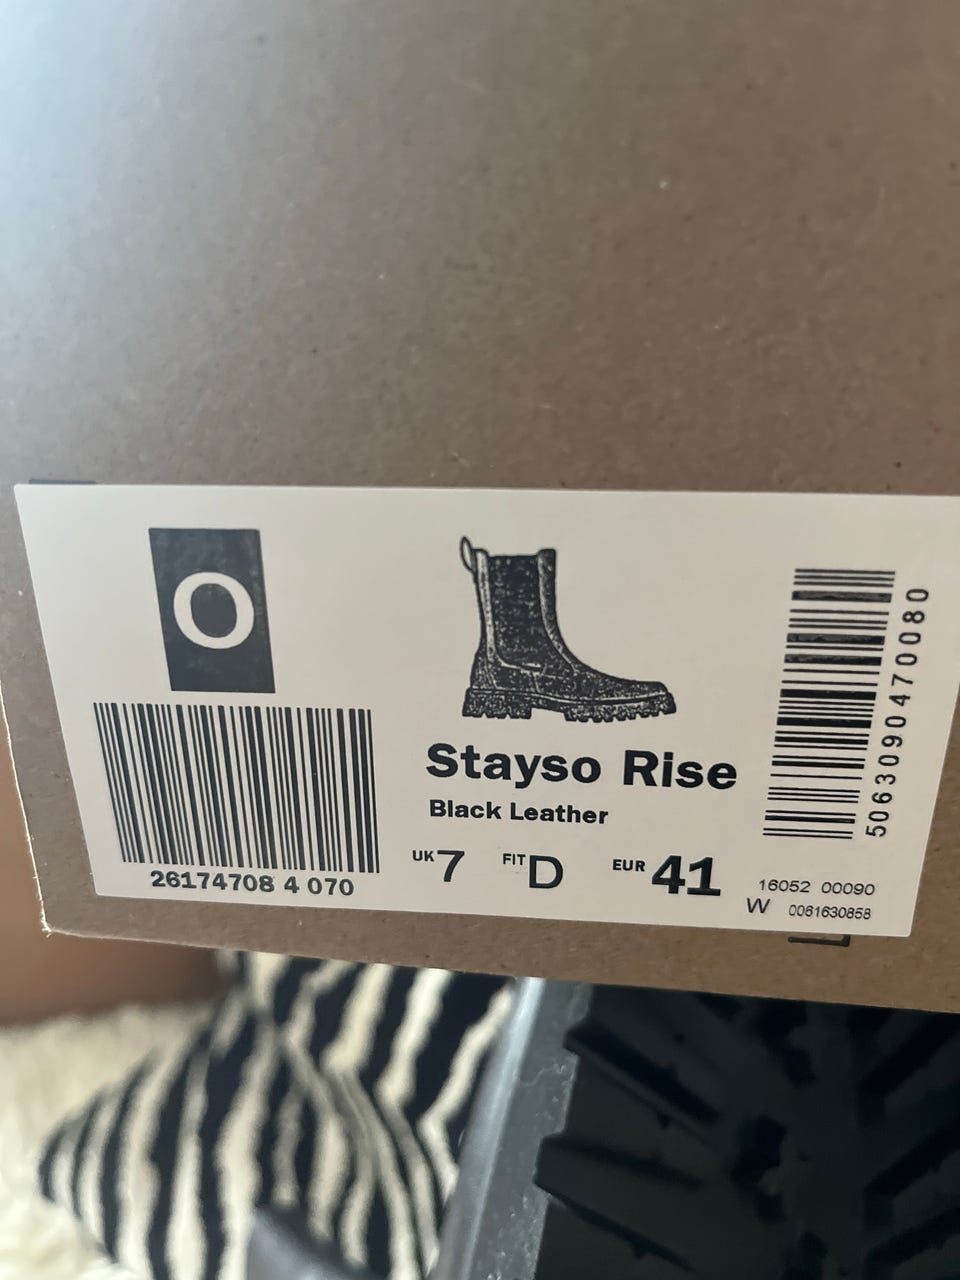 O
26174708 4 070
Stayso Rise
Black Leather
UK 7 FIT D EUR 41
5063090470080
16052 00090
W 0061630858